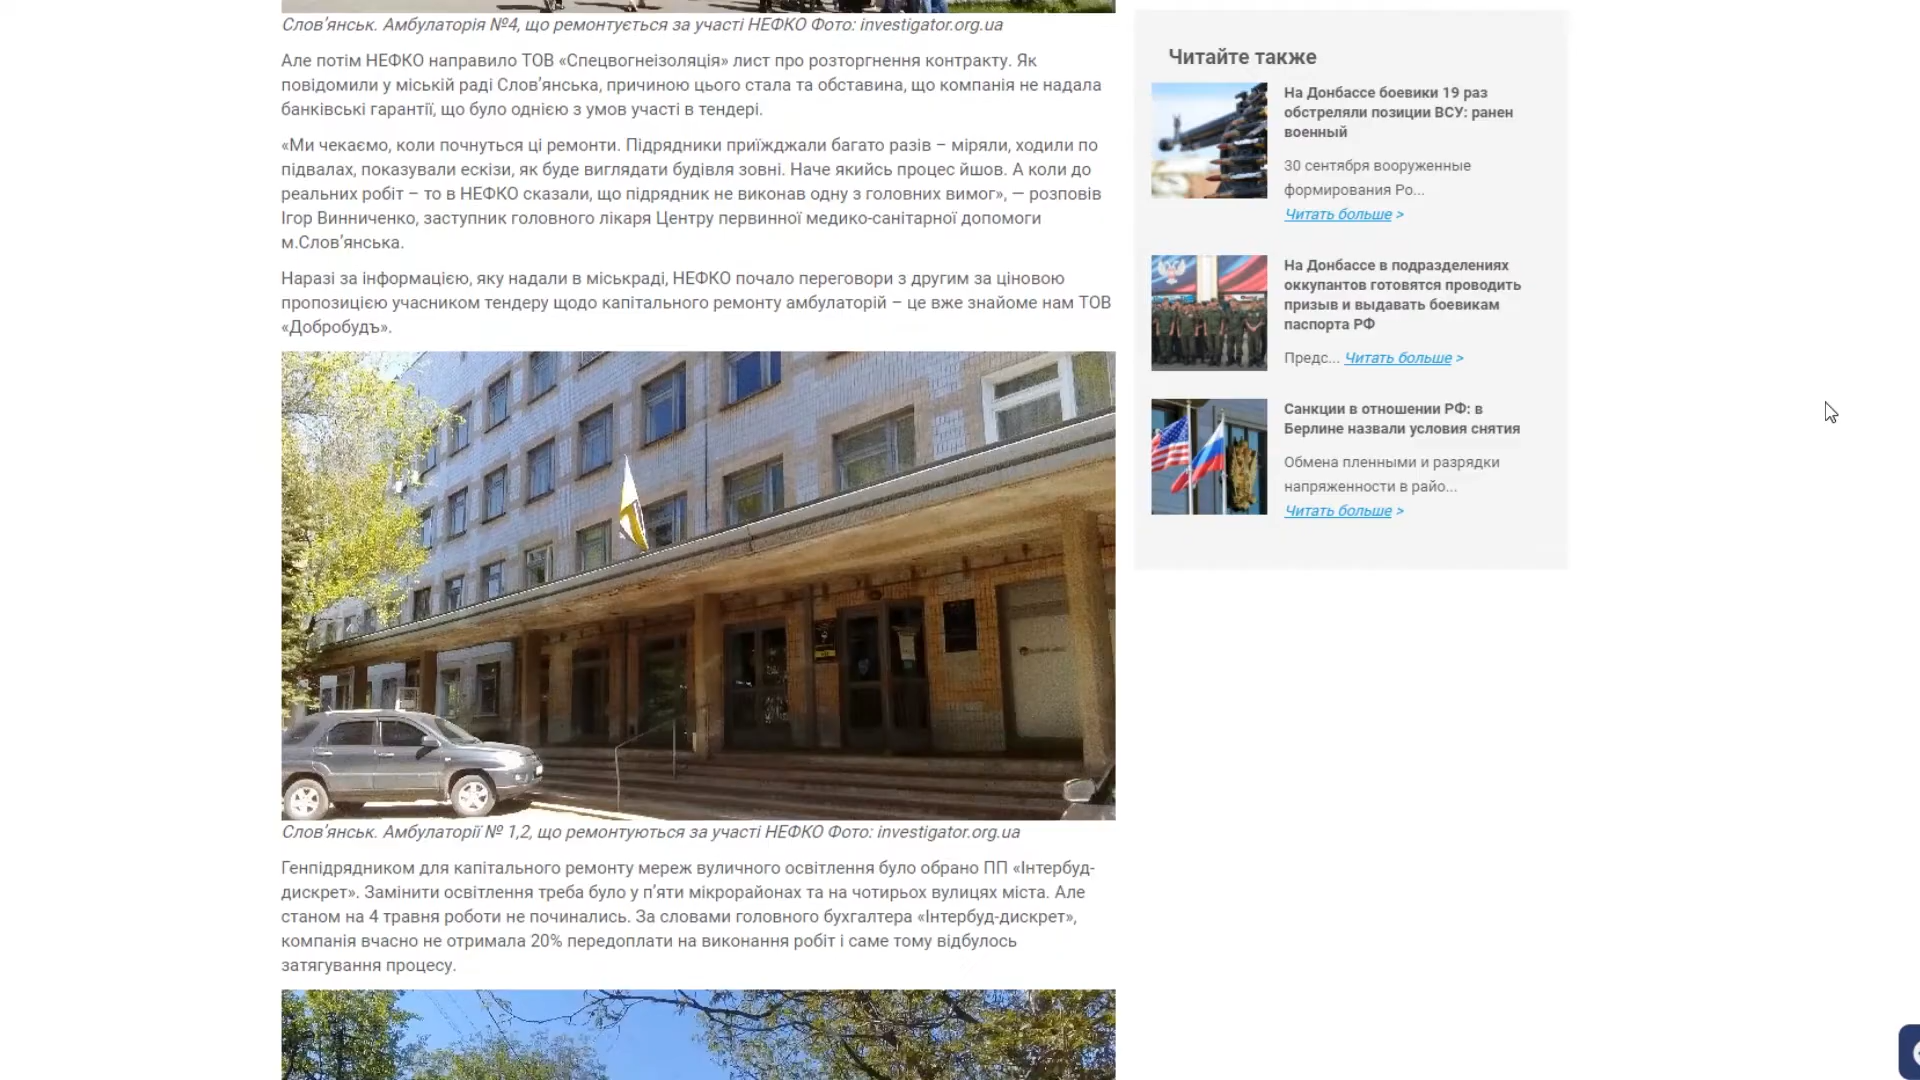 Слов’янськ. Амбулаторія №4, що ремонтується за участі НЕФКО Фото: investigator.org.ua
Але потім НЕФКО направило ТОВ «Спецвогнеізоляція» лист про розторгнення контракту. Як
повідомили у міській раді Слов’янська, причиною цього стала та обставина, що компанія не надала
банківські гарантії, що було однією з умов участі в тендері.
«Ми чекаємо, коли почнуться ці ремонти. Підрядники приїжджали багато разів – міряли, ходили по
підвалах, показували ескізи, як буде виглядати будівля зовні. Наче якийсь процес йшов. А коли до
реальних робіт – то в НЕФКО сказали, що підрядник не виконав одну з головних вимог», — розповів
Ігор Винниченко, заступник головного лікаря Центру первинної медико-санітарної допомоги
м.Слов’янська.
Наразі за інформацією, яку надали в міськраді, НЕФКО почало переговори з другим за ціновою
пропозицією учасником тендеру щодо капітального ремонту амбулаторій – це вже знайоме нам ТОВ
«Добробудъ».
Слов’янськ. Амбулаторії № 1,2, що ремонтуються за участі НЕФКО Фото: investigator.org.ua
Генпідрядником для капітального ремонту мереж вуличного освітлення було обрано ПП «Інтербуд-
дискрет». Замінити освітлення треба було у п’яти мікрорайонах та на чотирьох вулицях міста. Але
станом на 4 травня роботи не починались. За словами головного бухгалтера «Інтербуд-дискрет»,
компанія вчасно не отримала 20% передоплати на виконання робіт і саме тому відбулось
затягування процесу.
Читайте также
На Донбассе боевики 19 раз
обстреляли позиции ВСУ: ранен
военный
30 сентября вооруженные
формирования Ро...
Читать больше >
На Донбассе в подразделениях
оккупантов готовятся проводить
призыв и выдавать боевикам
паспорта РФ
Предс... Читать больше >
Санкции в отношении РФ: в
Берлине назвали условия снятия
Обмена пленными и разрядки
напряженности в райо...
Читать больше >